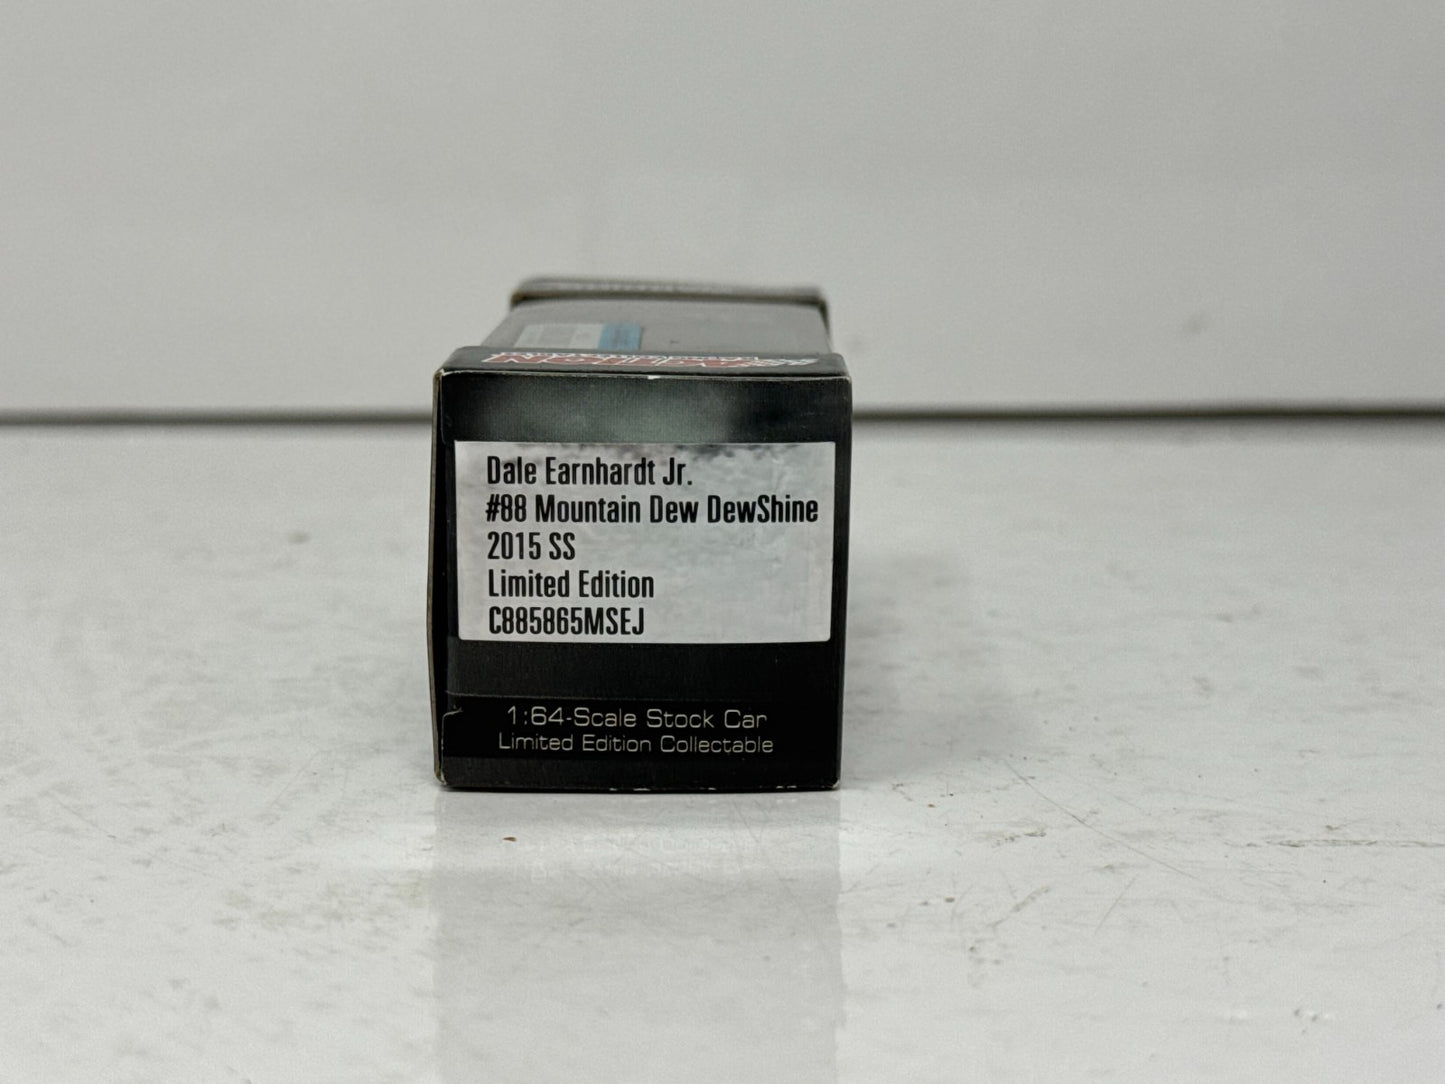 ACTION
Dale Earnhardt Jr.
#88 Mountain Dew DewShine
2015 SS
Limited Edition
C885865MSEJ
1:64-Scale Stock Car
Limited Edition Collectable